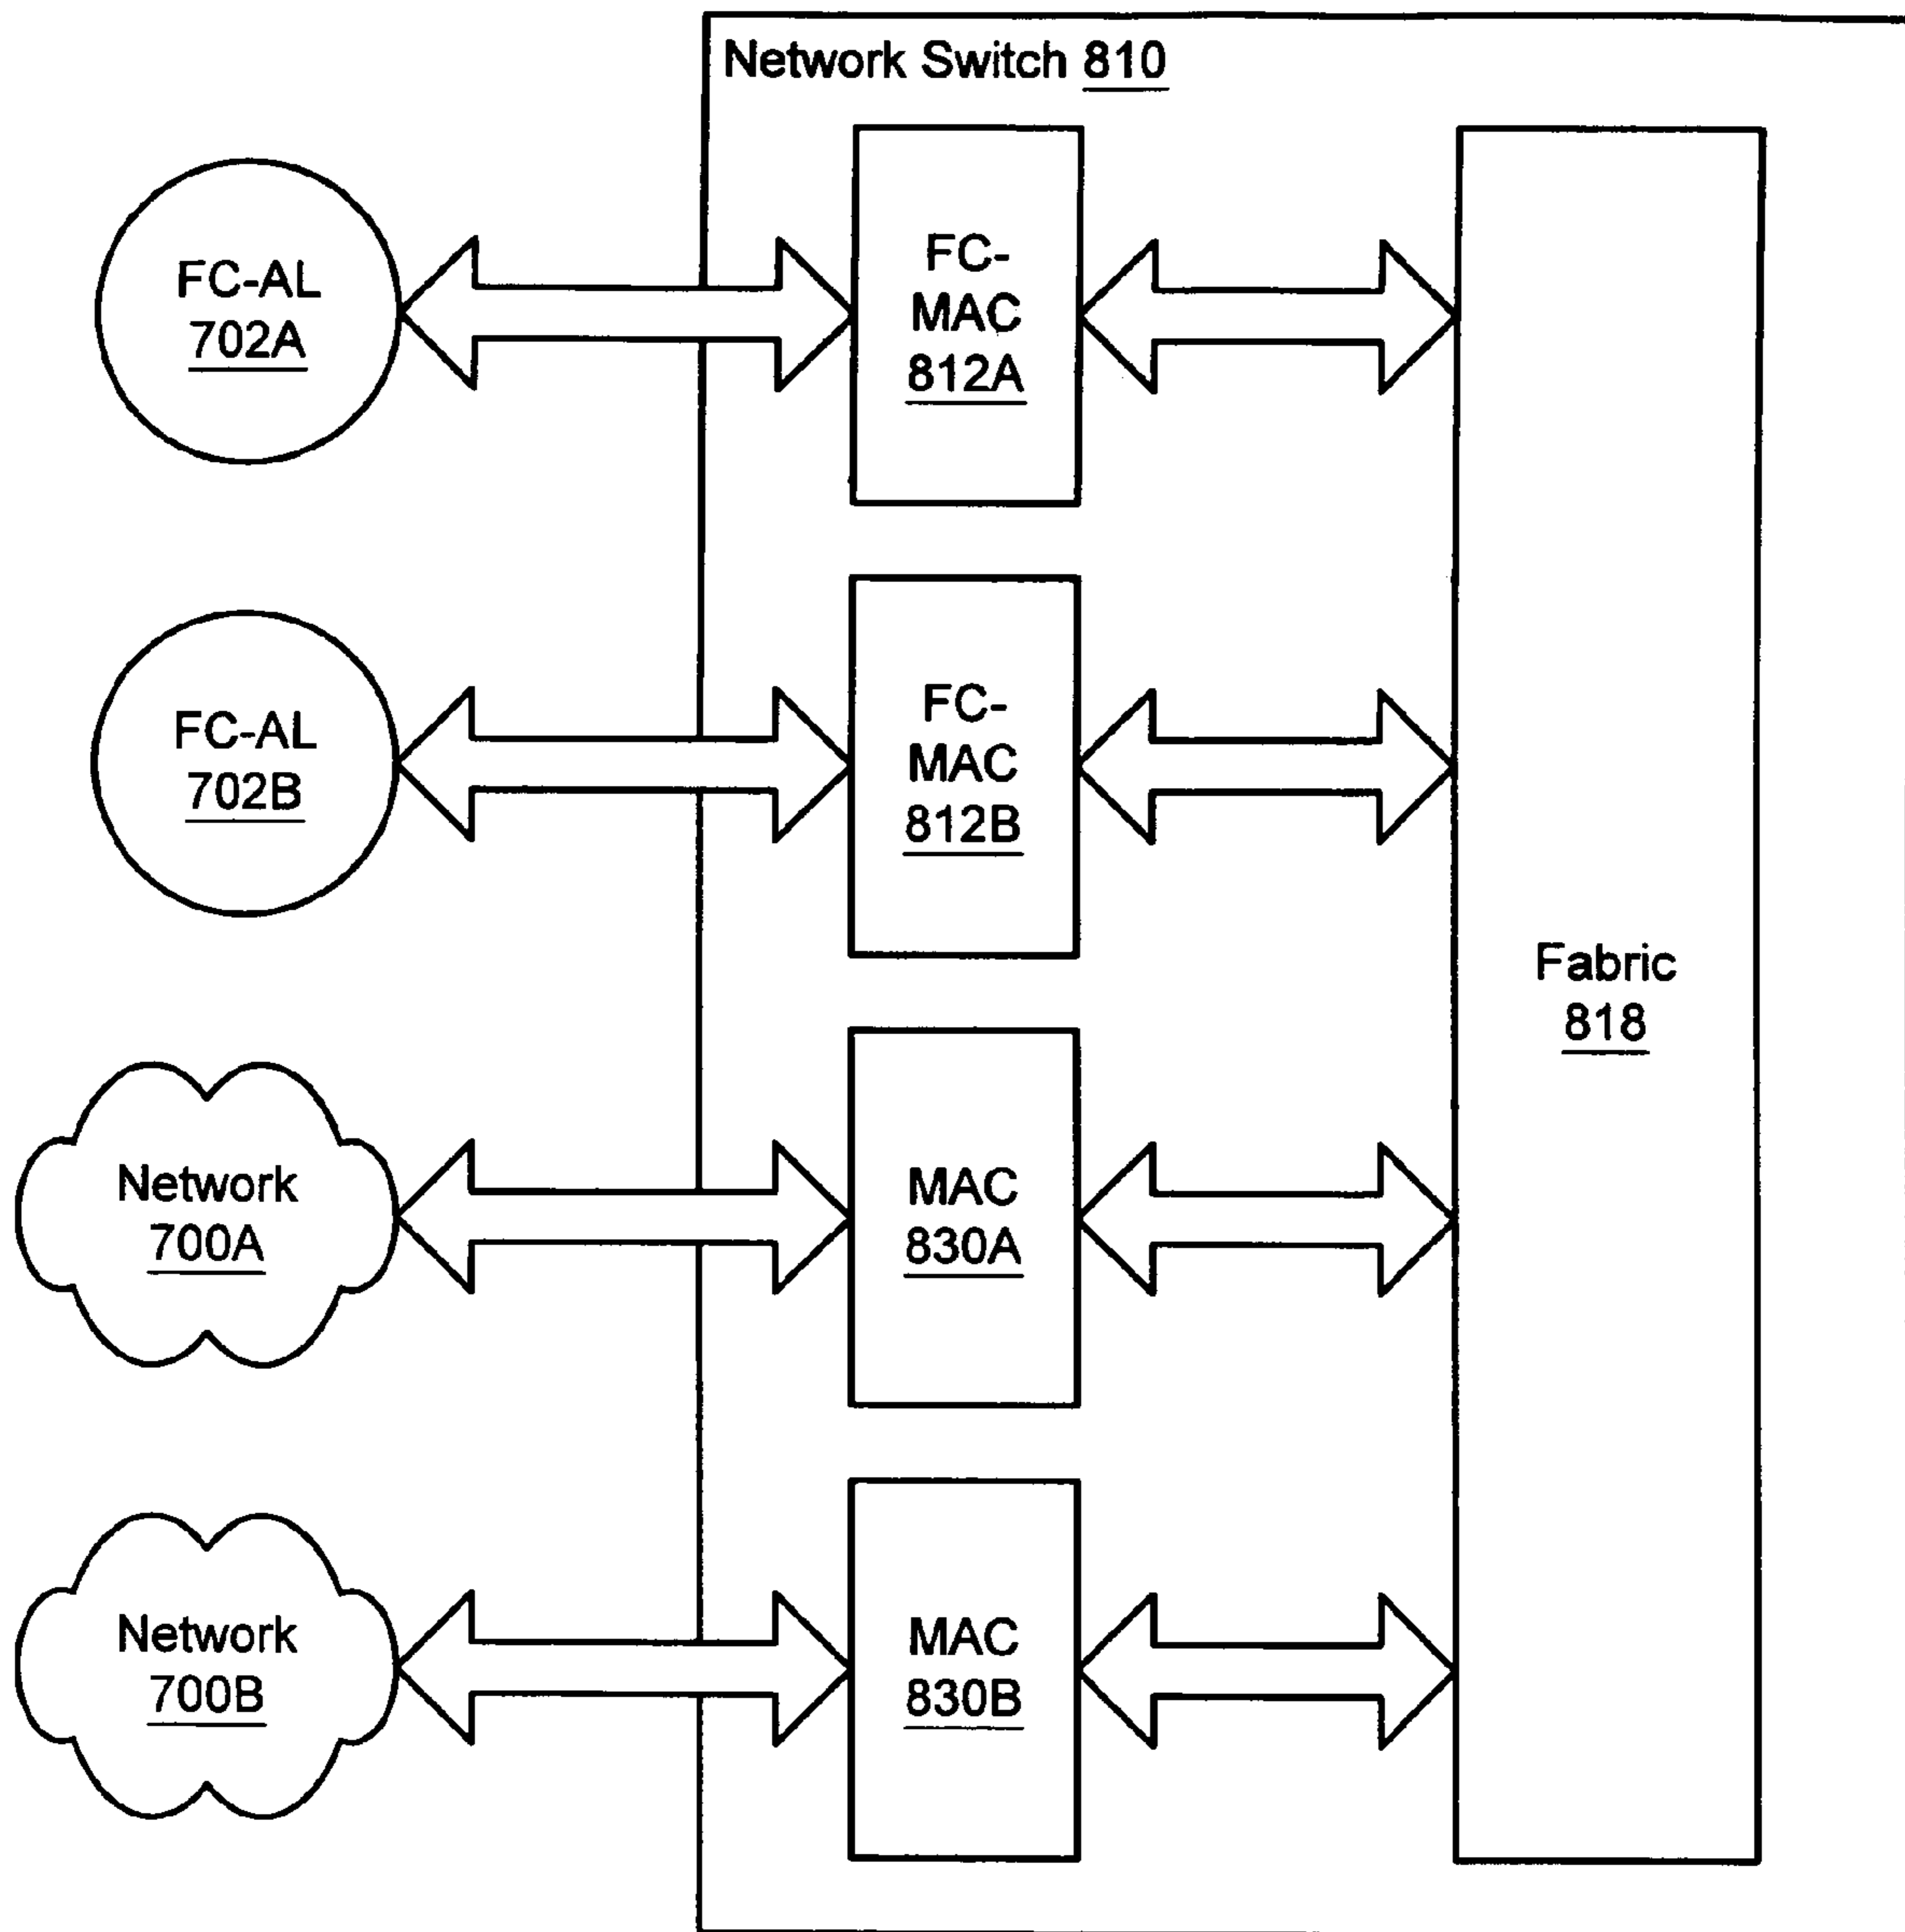 Network Switch 810
FC-AL
702A
FC-
MAC
812A
FC-AL
702B
FC-
MAC
812B
Fabric
818
Network
700A
MAC
830A
Network
700B
MAC
830B